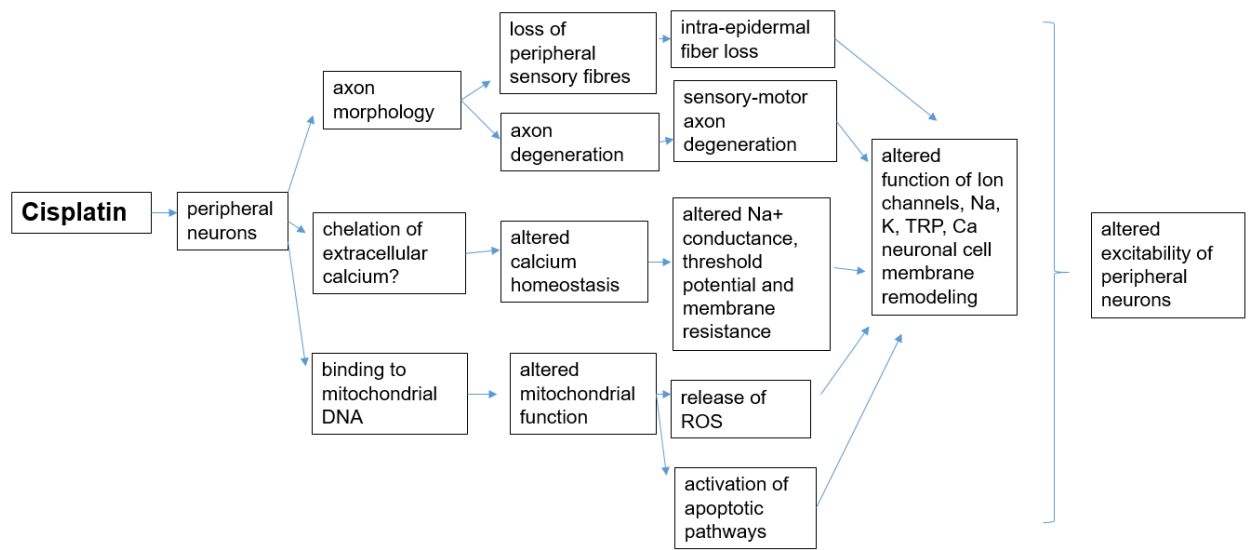 Cisplatin
peripheral
neurons
axon
morphology
loss of
peripheral
sensory fibres
intra-epidermal
fiber loss
axon
degeneration
sensory-motor
axon
degeneration
chelation of
extracellular
calcium?
altered
calcium
homeostasis
altered Na+
conductance,
threshold
potential and
membrane
resistance
binding to
mitochondrial
DNA
altered
mitochondrial
function
release of
ROS
activation of
apoptotic
pathways
altered
function of Ion
channels, Na,
K, TRP, Ca
neuronal cell
membrane
remodeling
altered
excitability of
peripheral
neurons